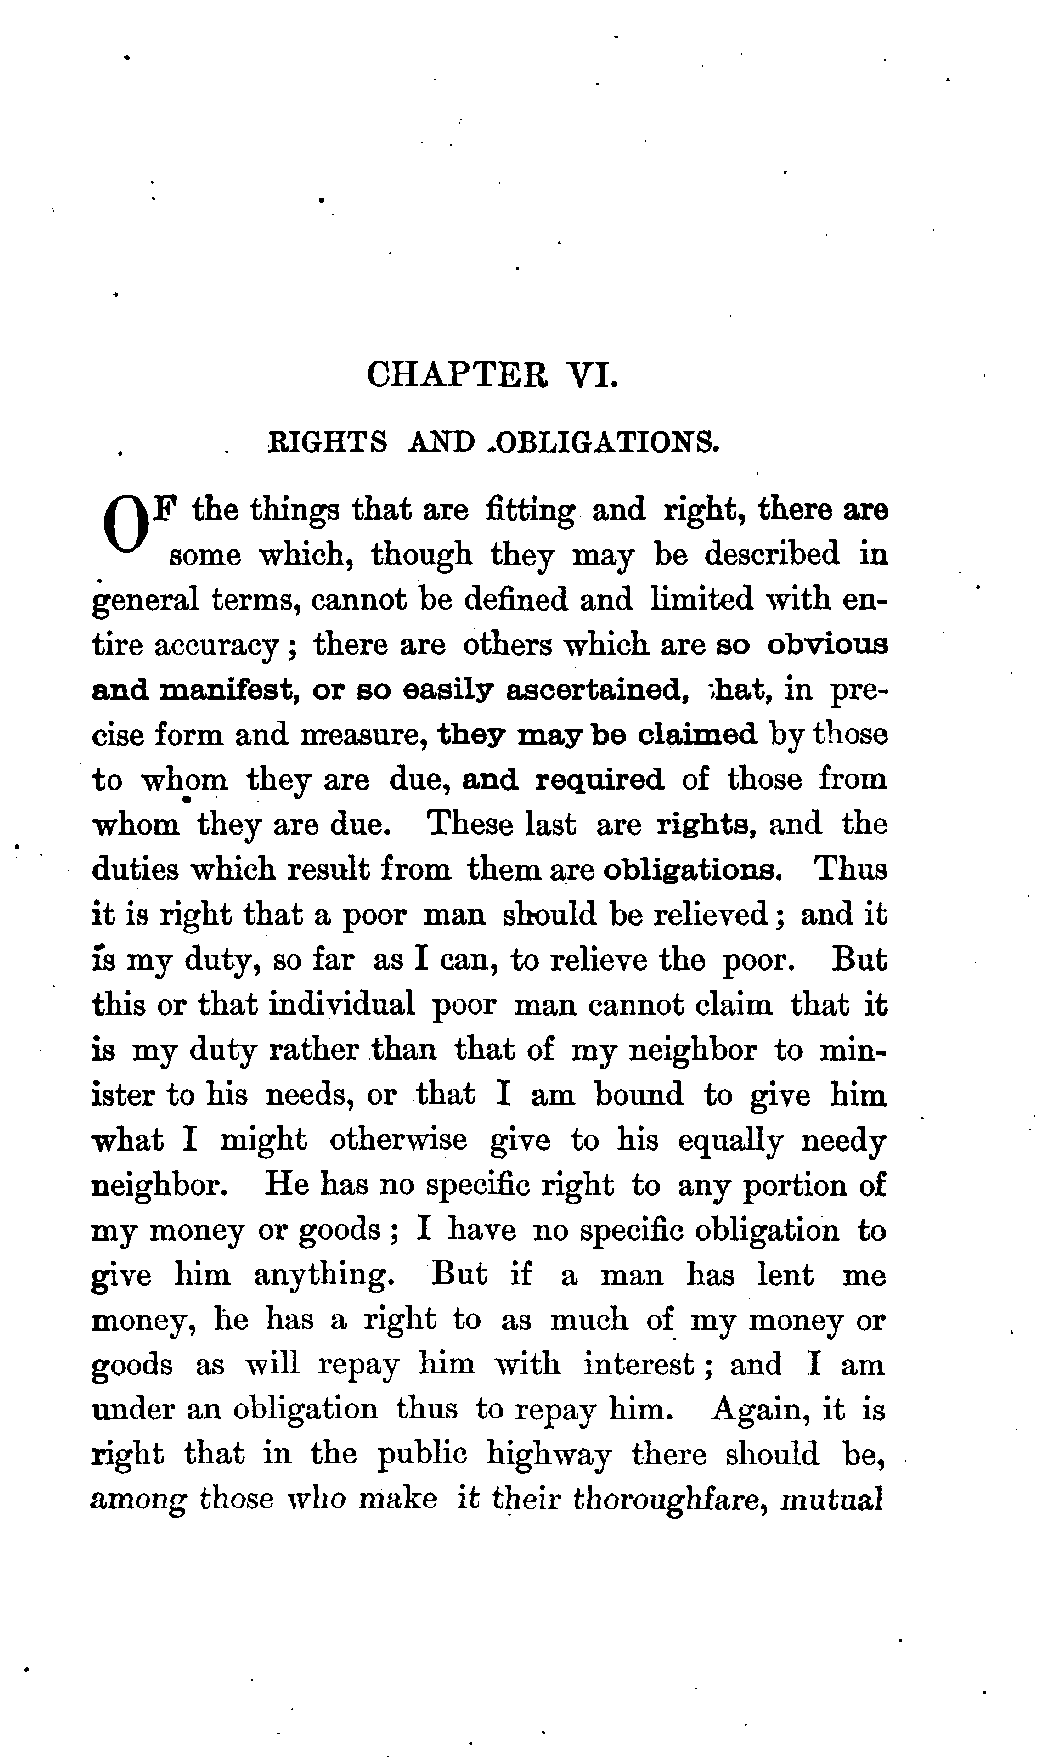 CHAPTER VI.
RIGHTS AND OBLIGATIONS.
OF the things that are fitting and right, there are
some which, though they may be described in
general terms, cannot be defined and limited with en-
tire accuracy ; there are others which are so obvious
and manifest, or so easily ascertained, that, in pre-
cise form and measure, they may be claimed by those
to whom they are due, and required of those from
whom they are due. These last are rights, and the
duties which result from them are obligations. Thus
it is right that a poor man should be relieved ; and it
is my duty, so far as I can, to relieve the poor. But
this or that individual poor man cannot claim that it
is my duty rather than that of my neighbor to min-
ister to his needs, or that I am bound to give him
what I might otherwise give to his equally needy
neighbor. He has no specific right to any portion of
my money or goods ; I have no specific obligation to
give him anything. But if a man has lent me
money, he has a right to as much of my money or
goods as will repay him with interest ; and I am
under an obligation thus to repay him. Again, it is
right that in the public highway there should be,
among those who make it their thoroughfare, mutual